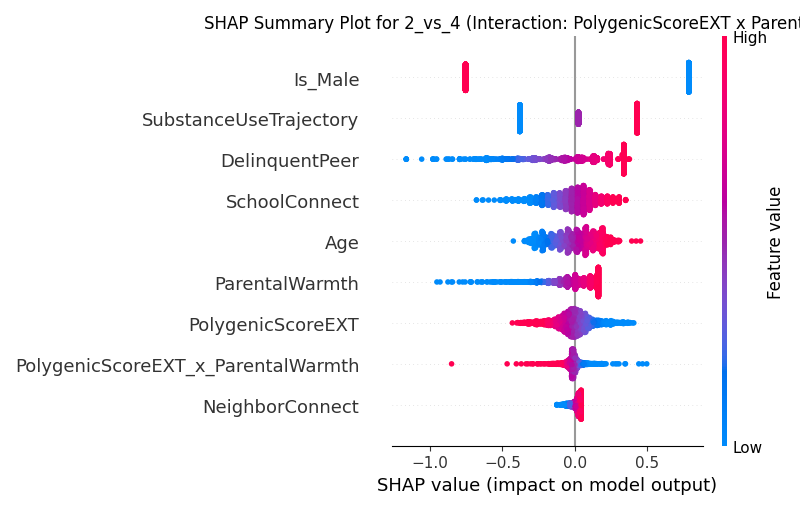 SHAP Summary Plot for 2_vs_4 (Interaction: PolygenicScoreEXT x Parent
High
Is_Male
SubstanceUseTrajectory
DelinquentPeer
SchoolConnect
Age
ParentalWarmth
PolygenicScoreEXT
PolygenicScoreEXT_x_ParentalWarmth
NeighborConnect
Feature value
Low
−1.0 −0.5 0.0 0.5
SHAP value (impact on model output)